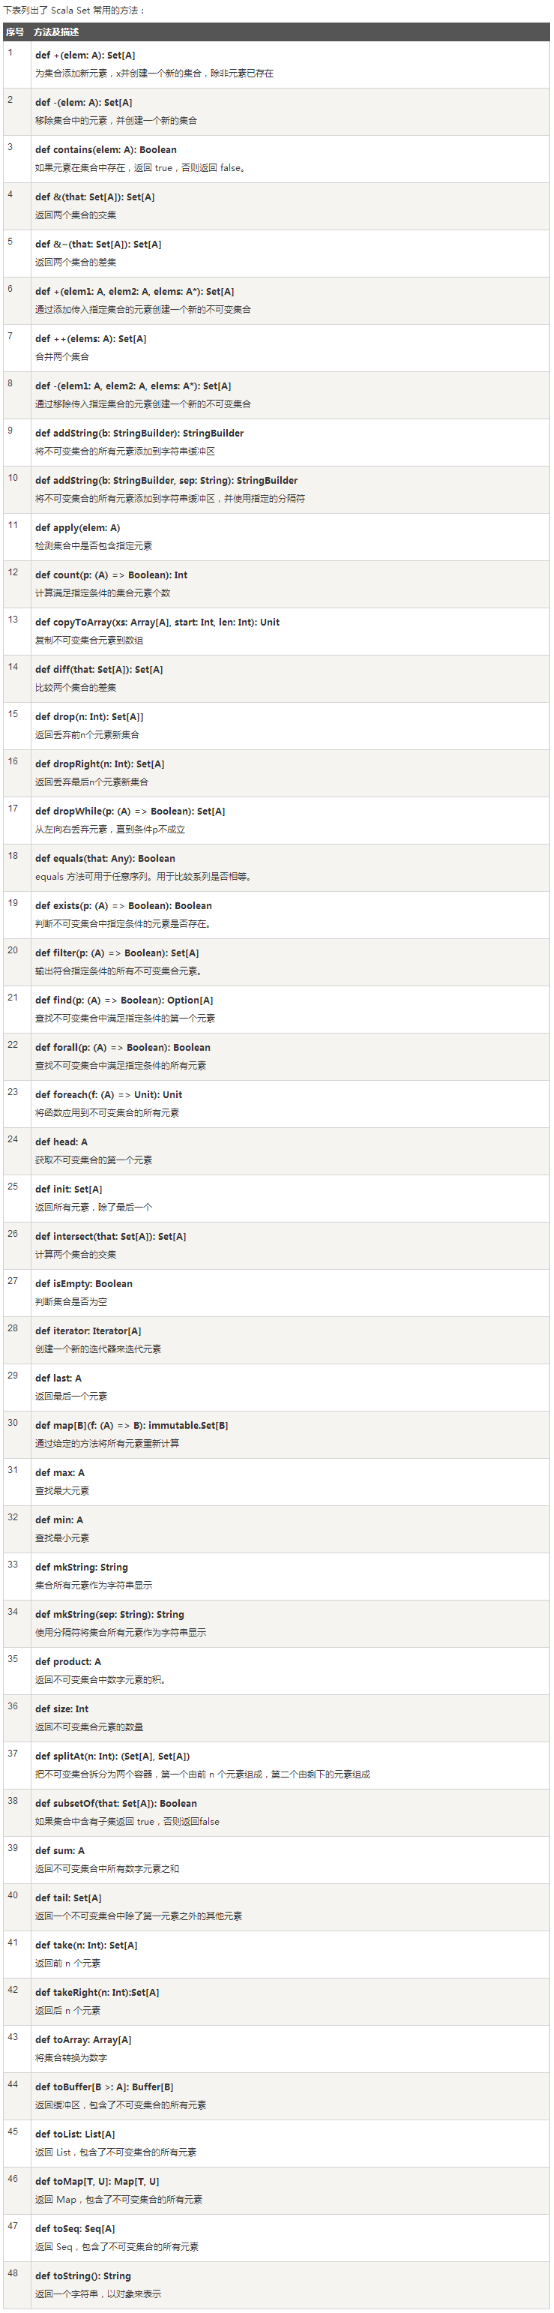 下表列出了 Scala Set 常用的方法：
序号 方法及描述
1 def +(elem: A): Set[A]
为集合添加新元素，x并创建一个新的集合，除非元素已存在
2 def -(elem: A): Set[A]
移除集合中的元素，并创建一个新的集合
3 def contains(elem: A): Boolean
如果元素在集合中存在，返回 true，否则返回 false。
4 def &(that: Set[A]): Set[A]
返回两个集合的交集
5 def &~(that: Set[A]): Set[A]
返回两个集合的差集
6 def +(elem1: A, elem2: A, elems: A*): Set[A]
通过添加传入指定集合的元素创建一个新的不可变集合
7 def ++(elems: A): Set[A]
合并两个集合
8 def -(elem1: A, elem2: A, elems: A*): Set[A]
通过移除传入指定集合的元素创建一个新的不可变集合
9 def addString(b: StringBuilder): StringBuilder
将不可变集合的所有元素添加到字符串缓冲区
10 def addString(b: StringBuilder, sep: String): StringBuilder
将不可变集合的所有元素添加到字符串缓冲区，并使用指定的分隔符
11 def apply(elem: A)
检测集合中是否包含指定元素
12 def count(p: (A) => Boolean): Int
计算满足指定条件的集合元素个数
13 def copyToArray(xs: Array[A], start: Int, len: Int): Unit
复制不可变集合元素到数组
14 def diff(that: Set[A]): Set[A]
比较两个集合的差集
15 def drop(n: Int): Set[A]]
返回丢弃前n个元素新集合
16 def dropRight(n: Int): Set[A]
返回丢弃最后n个元素新集合
17 def dropWhile(p: (A) => Boolean): Set[A]
从左向右丢弃元素，直到条件p不成立
18 def equals(that: Any): Boolean
equals 方法可用于任意序列。用于比较系列是否相等。
19 def exists(p: (A) => Boolean): Boolean
判断不可变集合中指定条件的元素是否存在。
20 def filter(p: (A) => Boolean): Set[A]
输出符合指定条件的所有不可变集合元素。
21 def find(p: (A) => Boolean): Option[A]
查找不可变集合中满足指定条件的第一个元素
22 def forall(p: (A) => Boolean): Boolean
查找不可变集合中满足指定条件的所有元素
23 def foreach(f: (A) => Unit): Unit
将函数应用到不可变集合的所有元素
24 def head: A
获取不可变集合的第一个元素
25 def init: Set[A]
返回所有元素，除了最后一个
26 def intersect(that: Set[A]): Set[A]
计算两个集合的交集
27 def isEmpty: Boolean
判断集合是否为空
28 def iterator: Iterator[A]
创建一个新的迭代器来迭代元素
29 def last: A
返回最后一个元素
30 def map[B](f: (A) => B): immutable.Set[B]
通过给定的方法将所有元素重新计算
31 def max: A
查找最大元素
32 def min: A
查找最小元素
33 def mkString: String
集合所有元素作为字符串显示
34 def mkString(sep: String): String
使用分隔符将集合所有元素作为字符串显示
35 def product: A
返回不可变集合中数字元素的积。
36 def size: Int
返回不可变集合元素的数量
37 def splitAt(n: Int): (Set[A], Set[A])
把不可变集合拆分为两个容器，第一个由前 n 个元素组成，第二个由剩下的元素组成
38 def subsetOf(that: Set[A]): Boolean
如果集合中含有子集返回 true，否则返回false
39 def sum: A
返回不可变集合中所有数字元素之和
40 def tail: Set[A]
返回一个不可变集合中除了第一元素之外的其他元素
41 def take(n: Int): Set[A]
返回前 n 个元素
42 def takeRight(n: Int):Set[A]
返回后 n 个元素
43 def toArray: Array[A]
将集合转换为数字
44 def toBuffer[B >: A]: Buffer[B]
返回缓冲区，包含了不可变集合的所有元素
45 def toList: List[A]
返回 List，包含了不可变集合的所有元素
46 def toMap[T, U]: Map[T, U]
返回 Map，包含了不可变集合的所有元素
47 def toSeq: Seq[A]
返回 Seq，包含了不可变集合的所有元素
48 def toString(): String
返回一个字符串，以对象来表示